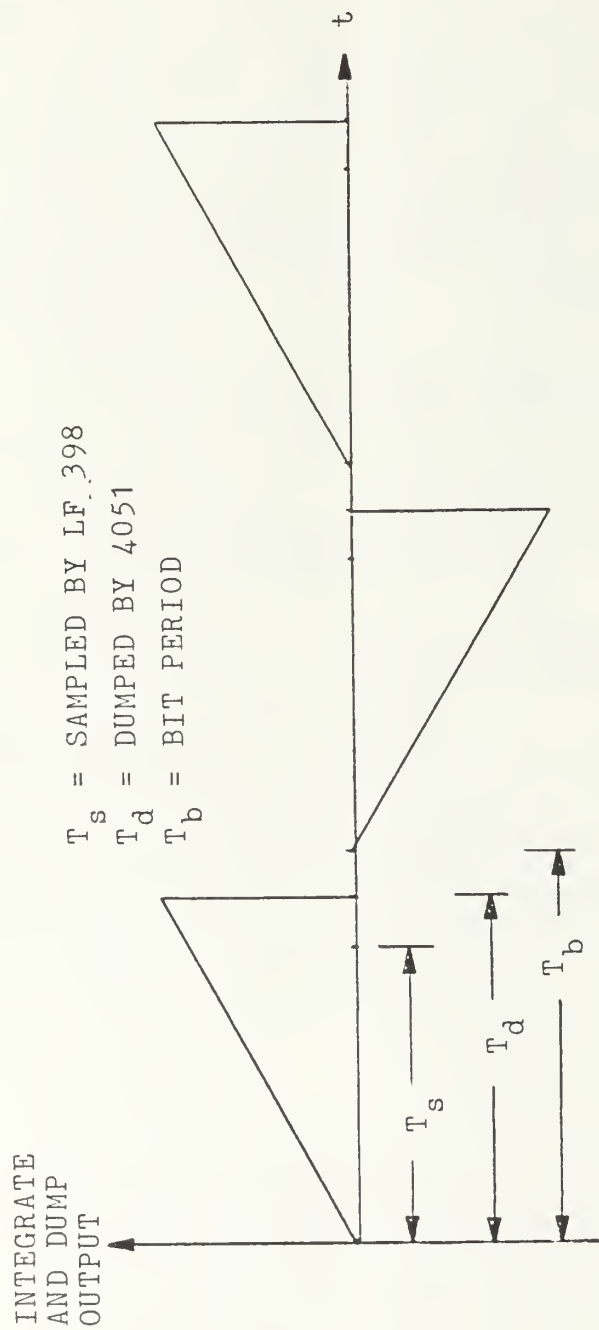 INTEGRATE
AND DUMP
OUTPUT
T_s = SAMPLED BY LF 398
T_d = DUMPED BY 4051
T_b = BIT PERIOD
t
T_s
T_d
T_b